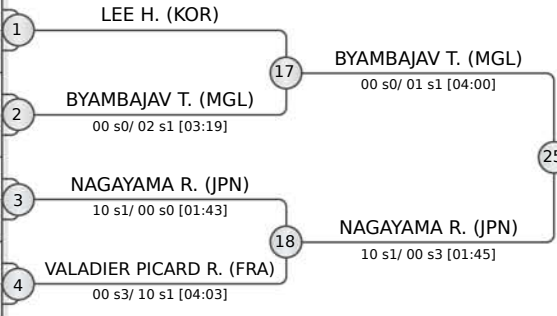 LEE H. (KOR)
1
17
BYAMBAJAV T. (MGL)
00 s0/ 01 s1 [04:00]
2
BYAMBAJAV T. (MGL)
00 s0/ 02 s1 [03:19]
25
3
NAGAYAMA R. (JPN)
10 s1/ 00 s0 [01:43]
18
NAGAYAMA R. (JPN)
10 s1/ 00 s3 [01:45]
4
VALADIER PICARD R. (FRA)
00 s3/ 10 s1 [04:03]